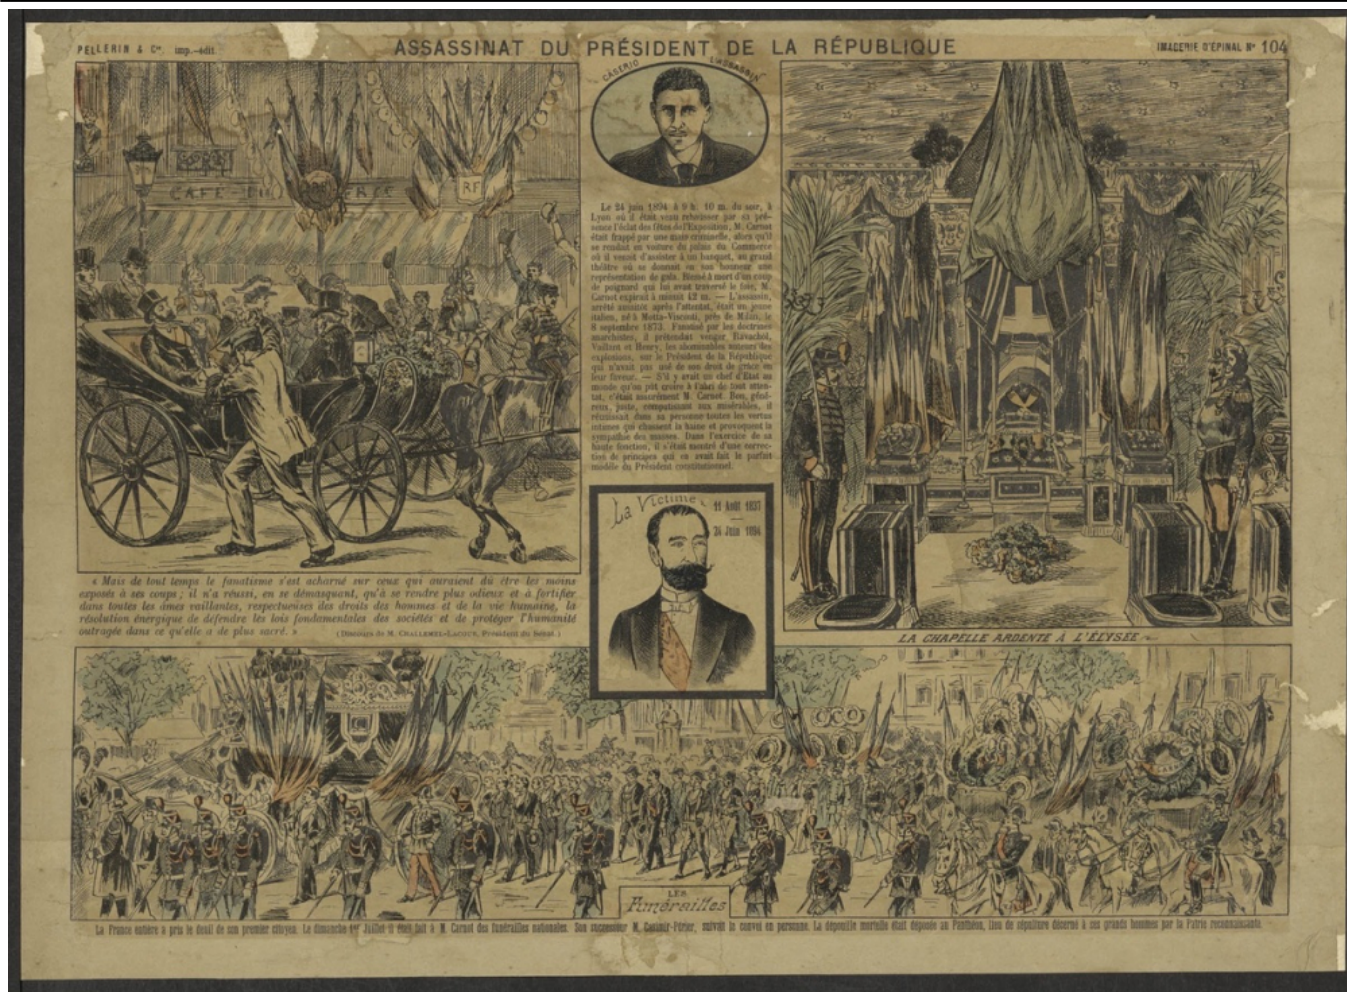 PELLERIN & Cie, imp.-édit.
ASSASSINAT DU PRÉSIDENT DE LA RÉPUBLIQUE
IMAGERIE D'ÉPINAL No 104
CASERIO L'ASSASSIN
CAFÉ
RF
Le 24 juin 1894 à 9 h. 10 m. du soir, à
Lyon où il était venu rehausser par sa pré-
sence l'éclat des fêtes de l'Exposition, M. Carnot
était frappé par une main criminelle, alors qu'il
se rendait en voiture du palais du Commerce
où il venait d'assister à un banquet, au grand
théâtre où se donnait en son honneur une
représentation de gala. Blessé à mort d'un coup
de poignard qui lui avait traversé le foie, M.
Carnot expirait à minuit 42 m. — L'assassin,
arrêté aussitôt après l'attentat, était un jeune
italien, né à Motta-Visconti, près de Milan, le
8 septembre 1873. Fanatisé par les doctrines
anarchistes, il prétendait venger Ravachol,
Vaillant et Henry, les abominables auteurs des
explosions, sur le Président de la République
qui n'avait pas usé de son droit de grâce en
leur faveur. — S'il y avait un chef d'État au
monde qu'on pût croire à l'abri de tout atten-
tat, c'était assurément M. Carnot. Bon, géné-
reux, juste, compatissant aux misérables, il
réunissait dans sa personne toutes les vertus
intimes qui chassent la haine et provoquent la
sympathie des masses. Dans l'exercice de sa
haute fonction, il s'était montré d'une correc-
tion de principes qui en avait fait le parfait
modèle du Président constitutionnel.
La Victime
11 Août 1837
24 Juin 1894
« Mais de tout temps le fanatisme s'est acharné sur ceux qui auraient dû être les moins
exposés à ses coups ; il n'a réussi, en se démasquant, qu'à se rendre plus odieux et à fortifier
dans toutes les âmes vaillantes, respectueuses des droits des hommes et de la vie humaine, la
résolution énergique de défendre les lois fondamentales des sociétés et de protéger l'humanité
outragée dans ce qu'elle a de plus sacré. »
(Discours de M. CHALLEMEL-LACOUR, Président du Sénat.)
LA CHAPELLE ARDENTE À L'ÉLYSÉE
LES
Funérailles
La France entière a pris le deuil de son premier citoyen. Le dimanche 1er Juillet il était fait à M. Carnot des funérailles nationales. Son successeur M. Casimir-Périer, suivait le convoi en personne. La dépouille mortelle était déposée au Panthéon, lieu de sépulture décerné à ses grands hommes par la Patrie reconnaissante.